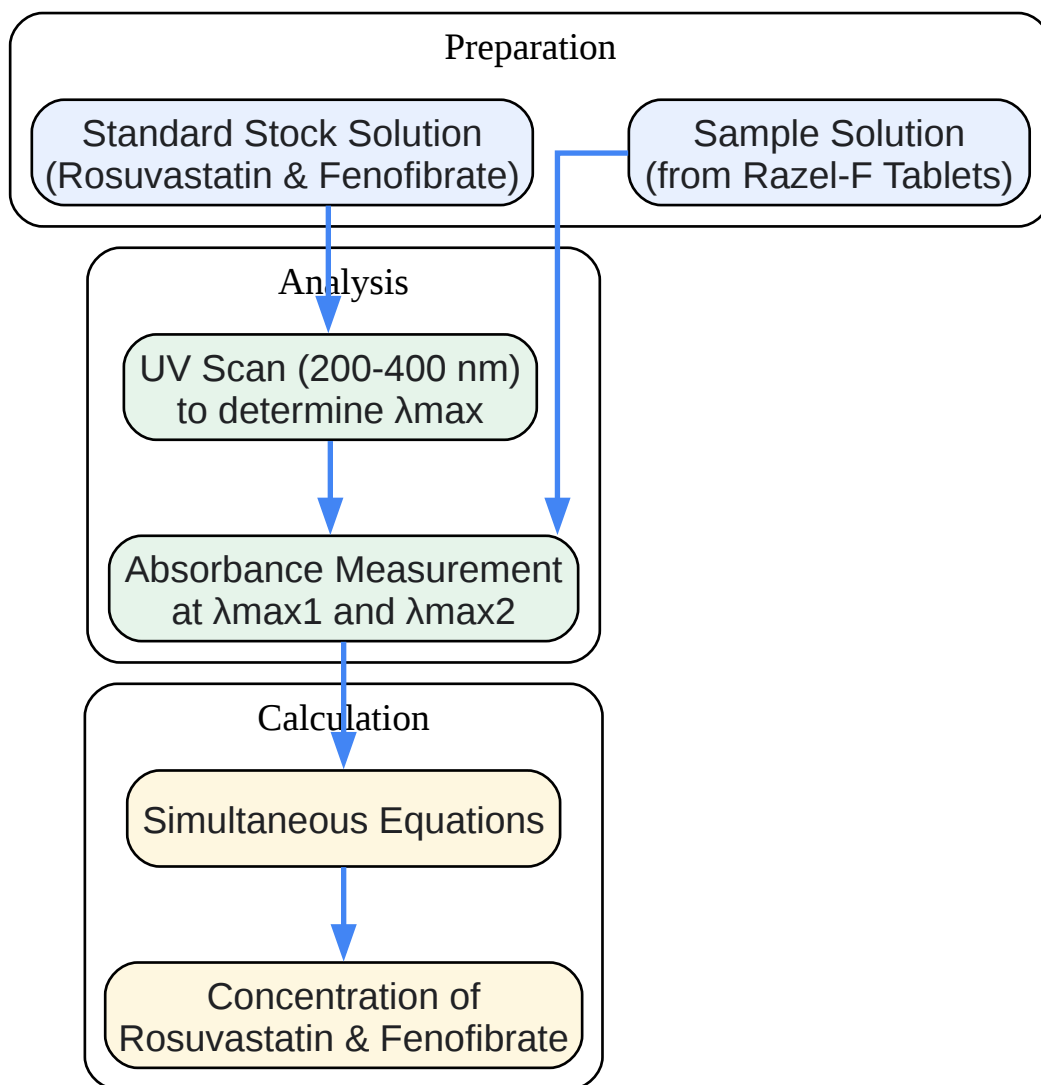 Preparation
Standard Stock Solution
(Rosuvastatin & Fenofibrate)
Sample Solution
(from Razel-F Tablets)
Analysis
UV Scan (200-400 nm)
to determine λmax
Absorbance Measurement
at λmax1 and λmax2
Calculation
Simultaneous Equations
Concentration of
Rosuvastatin & Fenofibrate